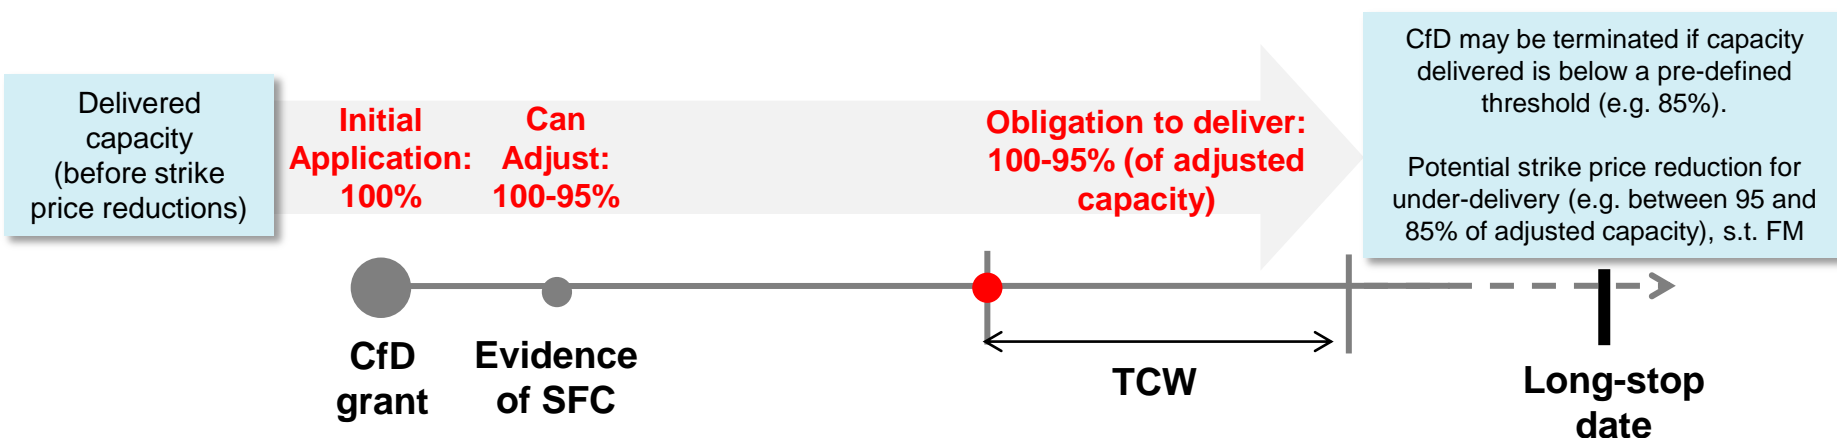 Delivered
capacity
(before strike
price reductions)
Initial
Application:
100%
Can
Adjust:
100-95%
Obligation to deliver:
100-95% (of adjusted
capacity)
CfD may be terminated if capacity
delivered is below a pre-defined
threshold (e.g. 85%).
Potential strike price reduction for
under-delivery (e.g. between 95 and
85% of adjusted capacity), s.t. FM
CfD
grant
Evidence
of SFC
TCW
Long-stop
date